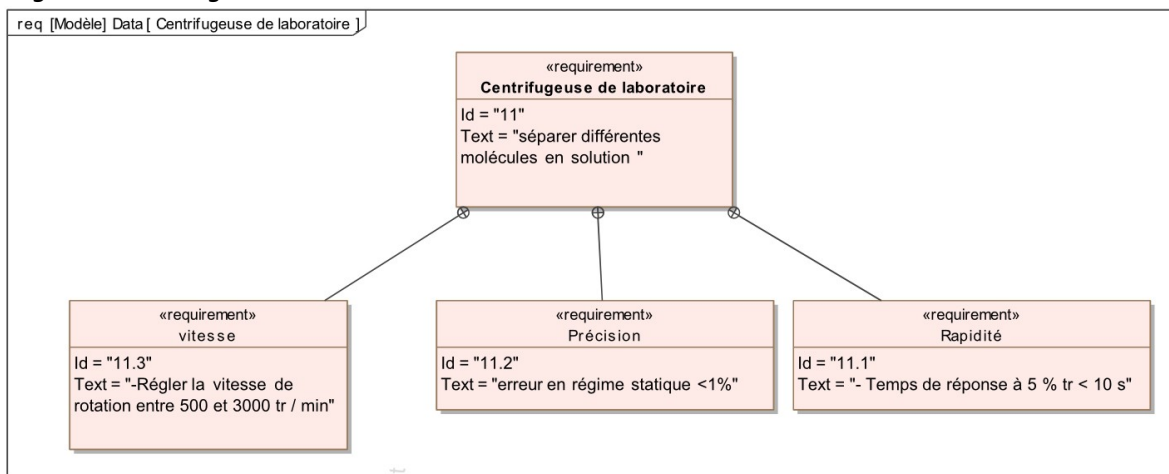 req [Modèle] Data [ Centrifugeuse de laboratoire ]
«requirement»
Centrifugeuse de laboratoire
Id = "11"
Text = "séparer différentes
molécules en solution "
«requirement»
vitesse
Id = "11.3"
Text = "-Régler la vitesse de
rotation entre 500 et 3000 tr / min"
«requirement»
Précision
Id = "11.2"
Text = "erreur en régime statique <1%"
«requirement»
Rapidité
Id = "11.1"
Text = "- Temps de réponse à 5 % tr < 10 s"